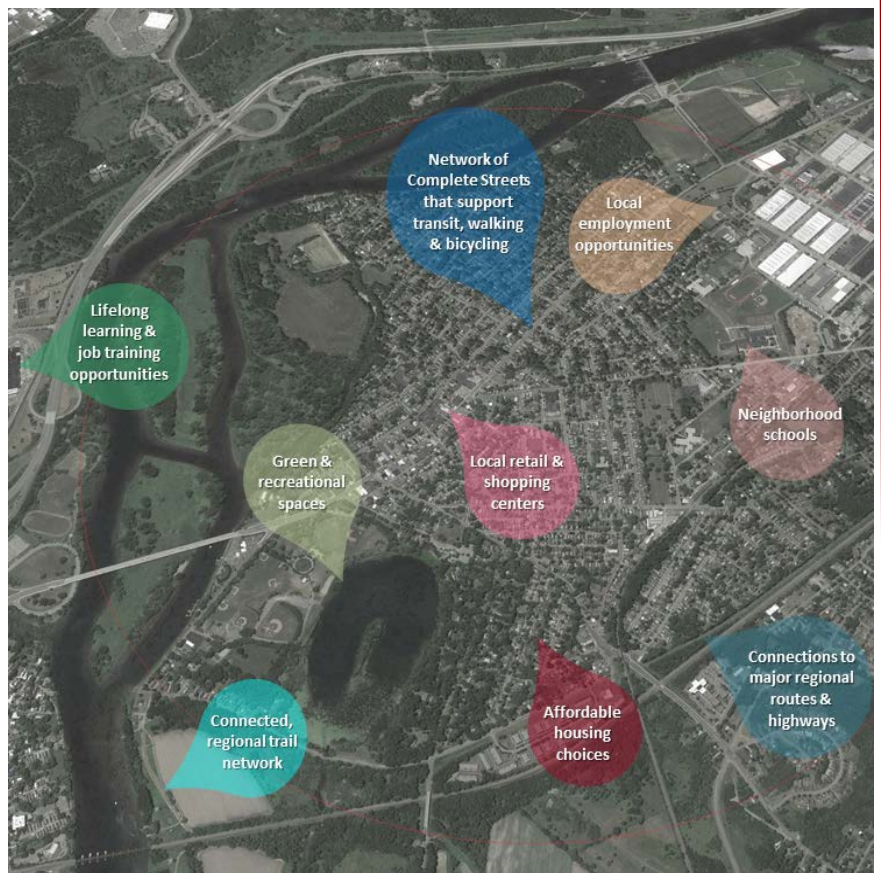 Network of
Complete Streets
that support
transit, walking
& bicycling
Local
employment
opportunities
Lifelong
learning &
job training
opportunities
Neighborhood
schools
Green &
recreational
spaces
Local retail &
shopping
centers
Connections to
major regional
routes &
highways
Connected,
regional trail
network
Affordable
housing
choices